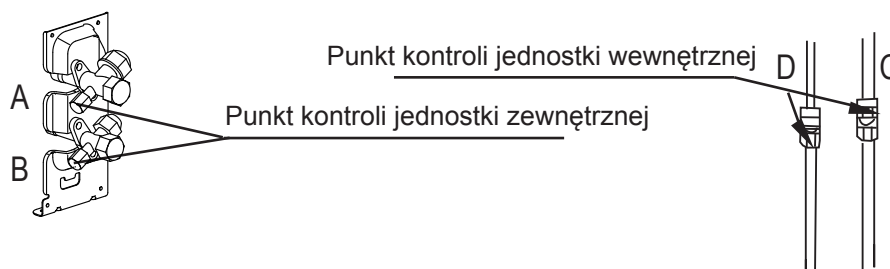 Punkt kontroli jednostki wewnętrznej
D
C
A
Punkt kontroli jednostki zewnętrznej
B